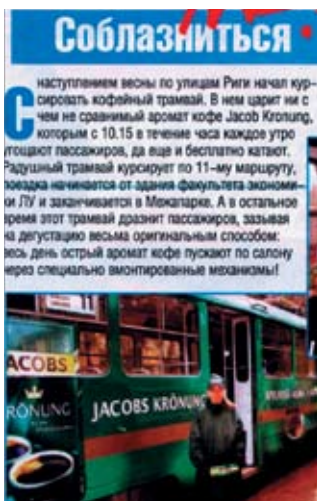 Соблазниться
С наступлением весны по улицам Риги начал кур-
сировать кофейный трамвай. В нем царит ни с
чем не сравнимый аромат кофе Jacob Kronung,
которым с 10.15 в течение часа каждое утро
угощают пассажиров, да еще и бесплатно катают.
Радушный трамвай курсирует по 11-му маршруту,
поездка начинается от здания факультета экономи-
ки ЛУ и заканчивается в Межапарке. А в остальное
время этот трамвай дразнит пассажиров, зазывая
на дегустацию весьма оригинальным способом:
весь день острый аромат кофе пускают по салону
через специально вмонтированные механизмы!
11
JACOBS
KRÖNUNG
JACOBS KRÖNUNG